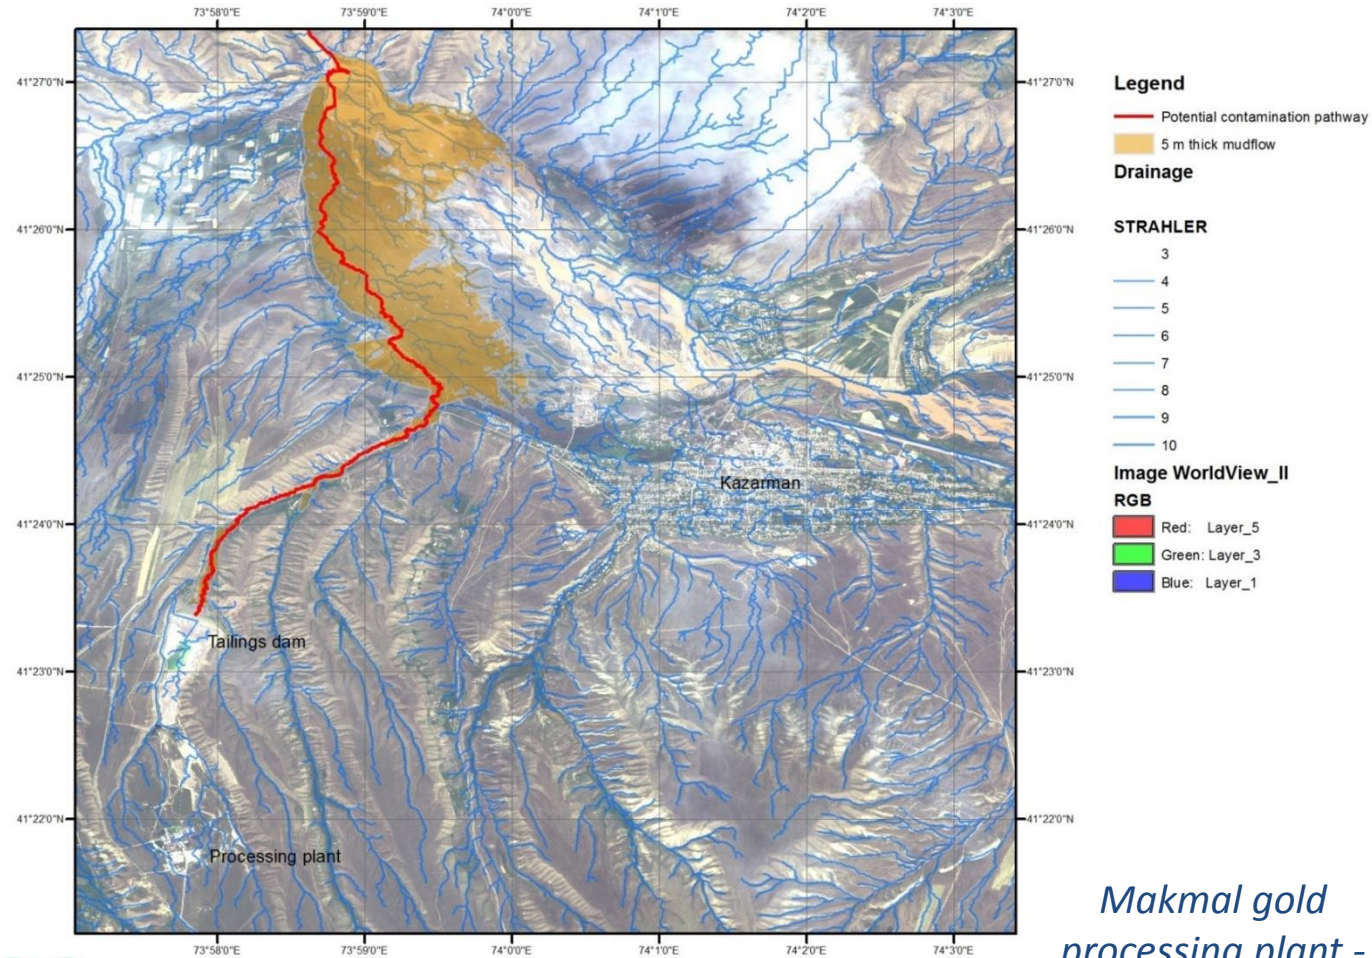 73°58'0"E 73°59'0"E 74°0'0"E 74°1'0"E 74°2'0"E 74°3'0"E
41°27'0"N 41°27'0"N
41°26'0"N 41°26'0"N
41°25'0"N 41°25'0"N
41°24'0"N 41°24'0"N
41°23'0"N 41°23'0"N
41°22'0"N 41°22'0"N
Kazarman
Tailings dam
Processing plant
73°58'0"E 73°59'0"E 74°0'0"E 74°1'0"E 74°2'0"E 74°3'0"E
Legend
Potential contamination pathway
5 m thick mudflow
Drainage
STRAHLER
3
4
5
6
7
8
9
10
Image WorldView_II
RGB
Red: Layer_5
Green: Layer_3
Blue: Layer_1
Makmal gold
processing plant -